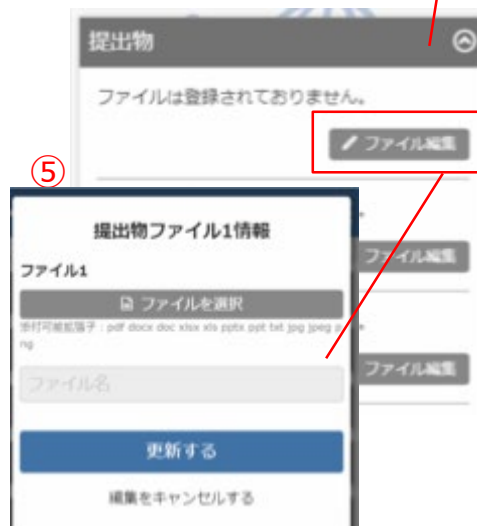 提出物
ファイルは登録されておりません。
ファイル編集
⑤
提出物ファイル1情報
ファイル編集
ファイル1
ファイルを選択
添付可能拡張子：pdf docx doc xlsx xls pptx ppt txt jpg jpeg p
ng
ファイル名
ファイル編集
更新する
編集をキャンセルする